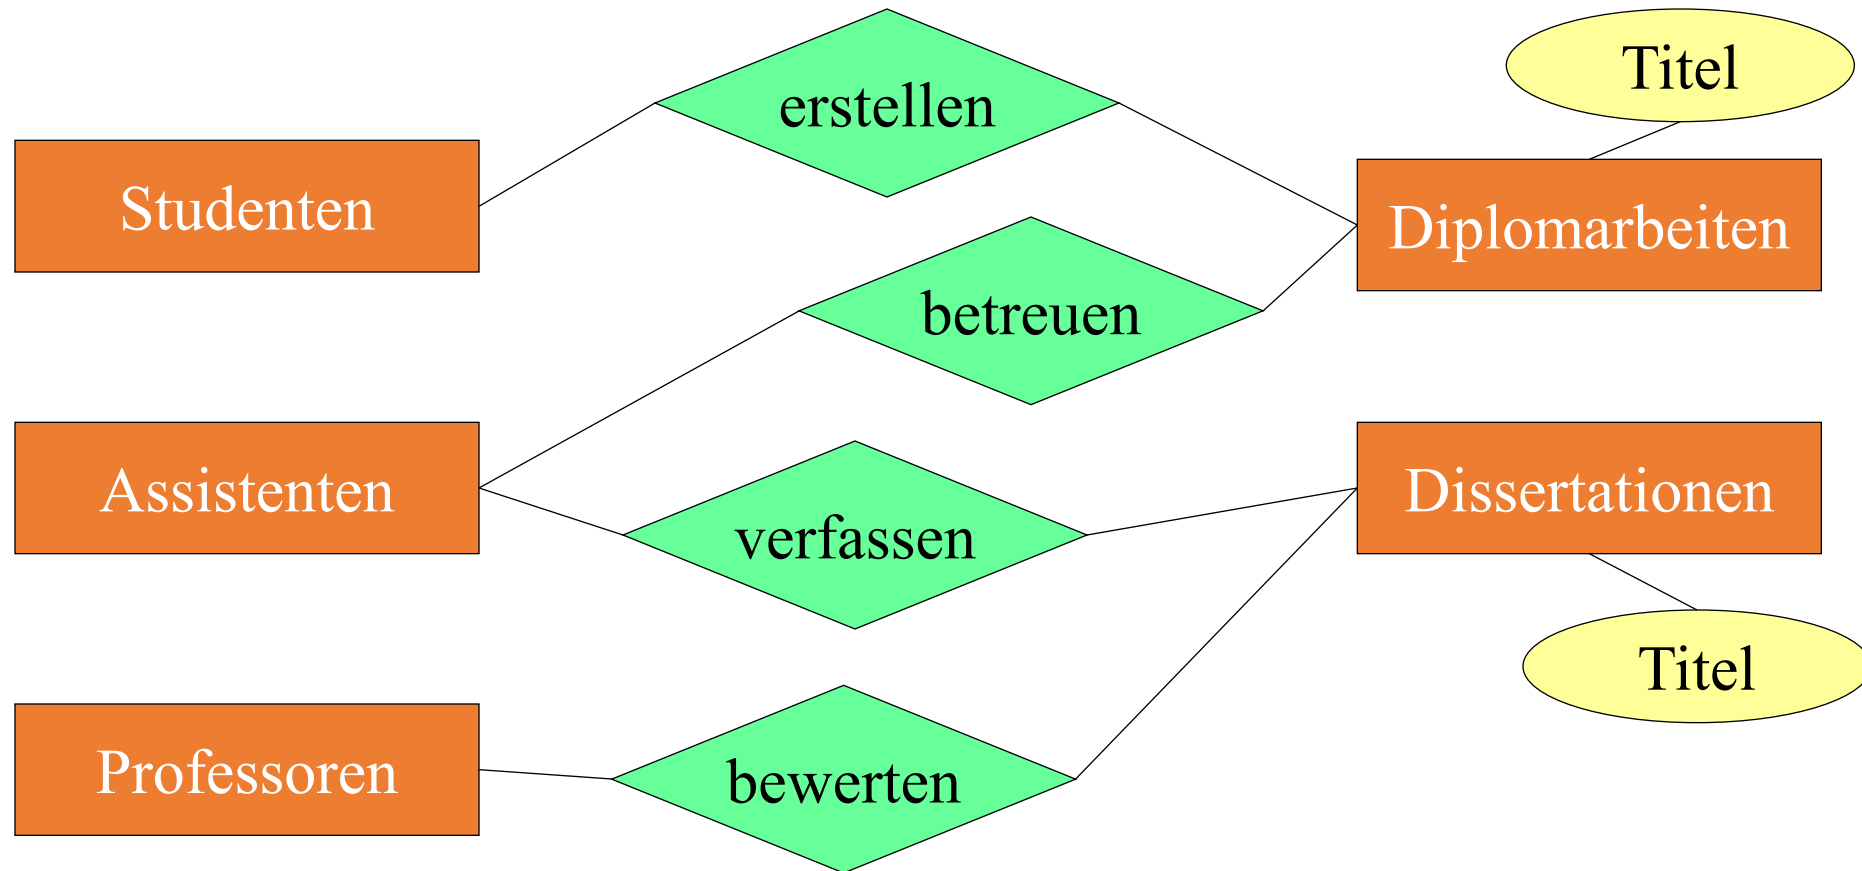 Titel
erstellen
Studenten
Diplomarbeiten
betreuen
Assistenten
Dissertationen
verfassen
Titel
Professoren
bewerten